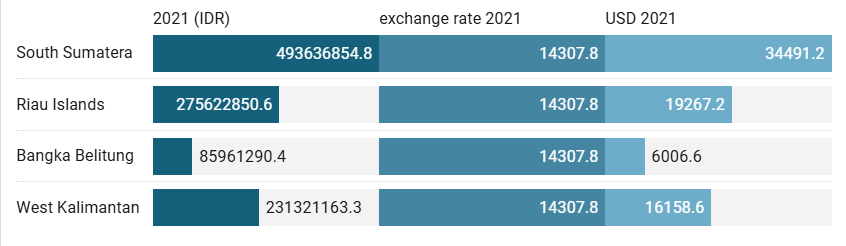 2021 (IDR) exchange rate 2021 USD 2021
South Sumatera 493636854.8 14307.8 34491.2
Riau Islands 275622850.6 14307.8 19267.2
Bangka Belitung 85961290.4 14307.8 6006.6
West Kalimantan 231321163.3 14307.8 16158.6